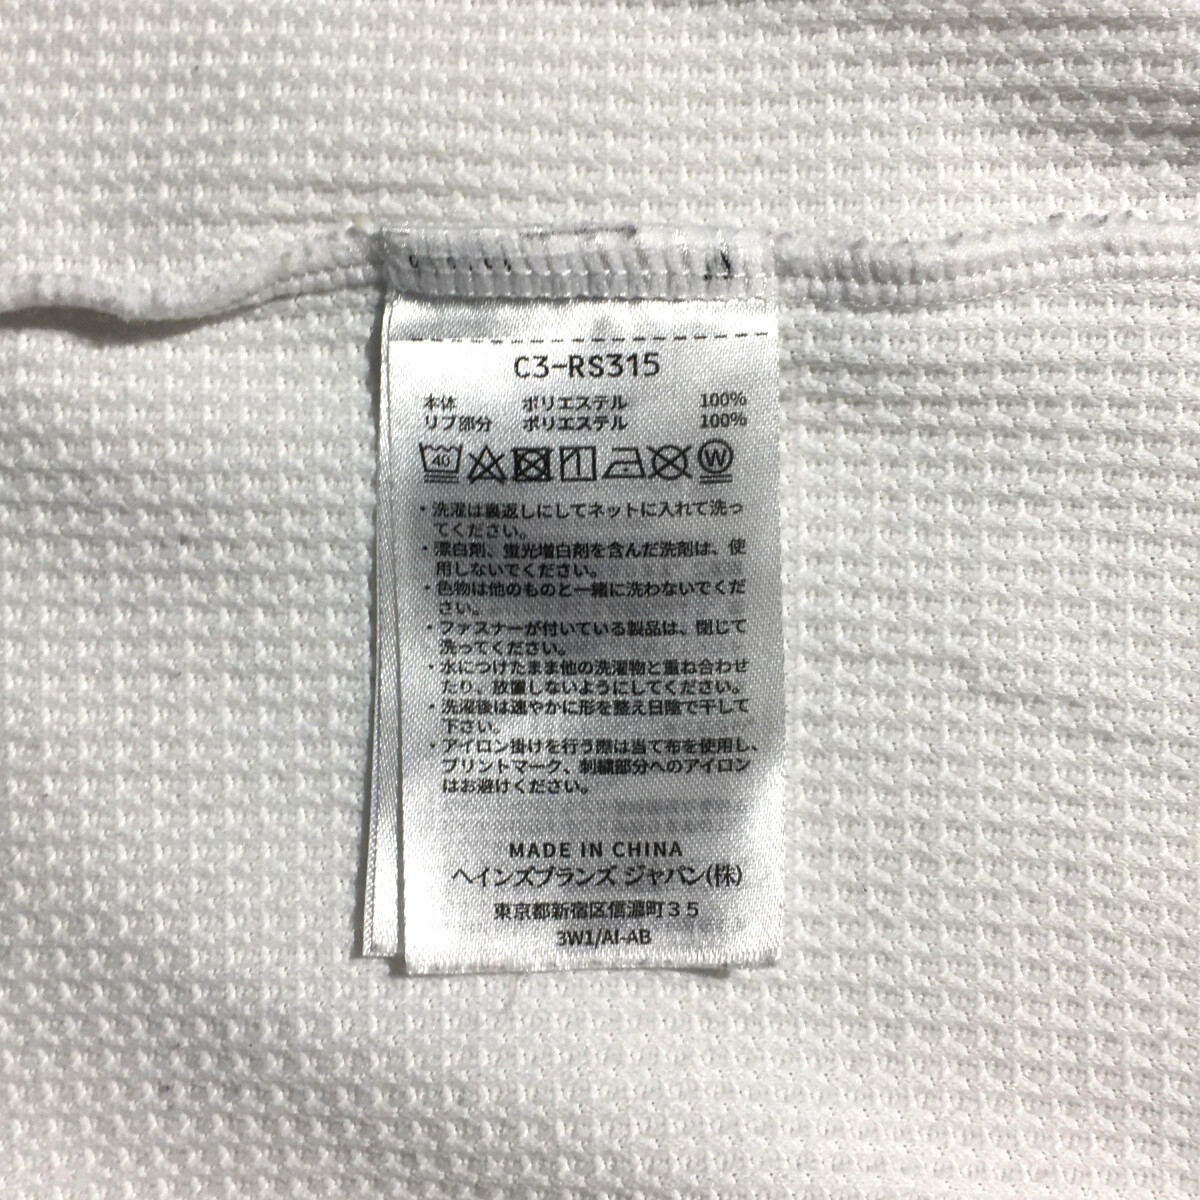 C3-RS315
本体 ポリエステル 100%
リブ部分 ポリエステル 100%
40 W
・洗濯は裏返しにしてネットに入れて洗っ
てください。
・漂白剤、蛍光増白剤を含んだ洗剤は、使
用しないでください。
・色物は他のものと一緒に洗わないでくだ
さい。
・ファスナーが付いている製品は、閉じて
洗ってください。
・水につけたまま他の洗濯物と重ね合わせ
たり、放置しないようにしてください。
・洗濯後は速やかに形を整え日陰で干して
下さい。
・アイロン掛けを行う際は当て布を使用し、
プリントマーク、刺繍部分へのアイロン
はお避けください。
MADE IN CHINA
ヘインズブランズ ジャパン(株)
東京都新宿区信濃町３５
3W1/AI-AB